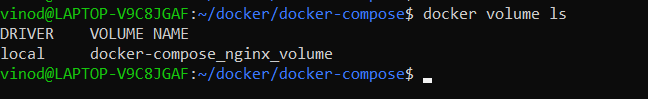 vinod@LAPTOP-V9C8JGAF:~/docker/docker-compose$ docker volume ls
DRIVER    VOLUME NAME
local     docker-compose_nginx_volume
vinod@LAPTOP-V9C8JGAF:~/docker/docker-compose$